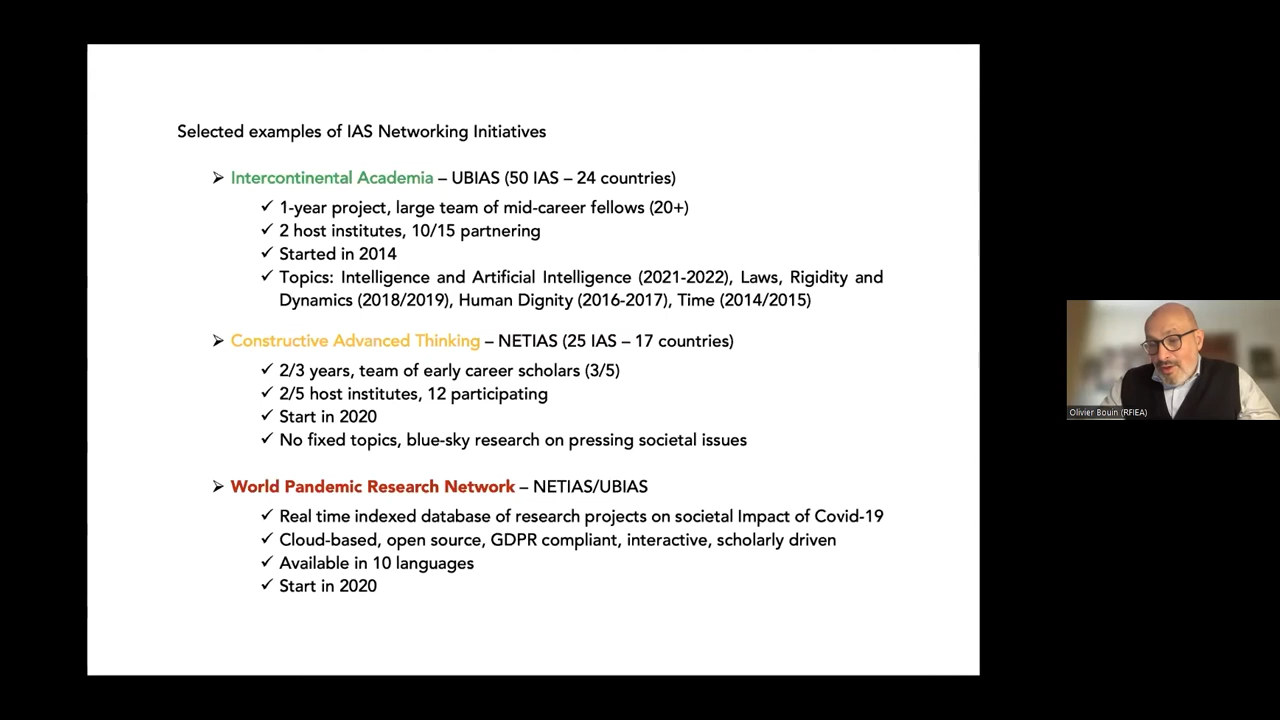 Selected examples of IAS Networking Initiatives
➢ Intercontinental Academia – UBIAS (50 IAS – 24 countries)
✓ 1-year project, large team of mid-career fellows (20+)
✓ 2 host institutes, 10/15 partnering
✓ Started in 2014
✓ Topics: Intelligence and Artificial Intelligence (2021-2022), Laws, Rigidity and
Dynamics (2018/2019), Human Dignity (2016-2017), Time (2014/2015)
➢ Constructive Advanced Thinking – NETIAS (25 IAS – 17 countries)
✓ 2/3 years, team of early career scholars (3/5)
✓ 2/5 host institutes, 12 participating
✓ Start in 2020
✓ No fixed topics, blue-sky research on pressing societal issues
➢ World Pandemic Research Network – NETIAS/UBIAS
✓ Real time indexed database of research projects on societal Impact of Covid-19
✓ Cloud-based, open source, GDPR compliant, interactive, scholarly driven
✓ Available in 10 languages
✓ Start in 2020
Olivier Bouin (RFIEA)